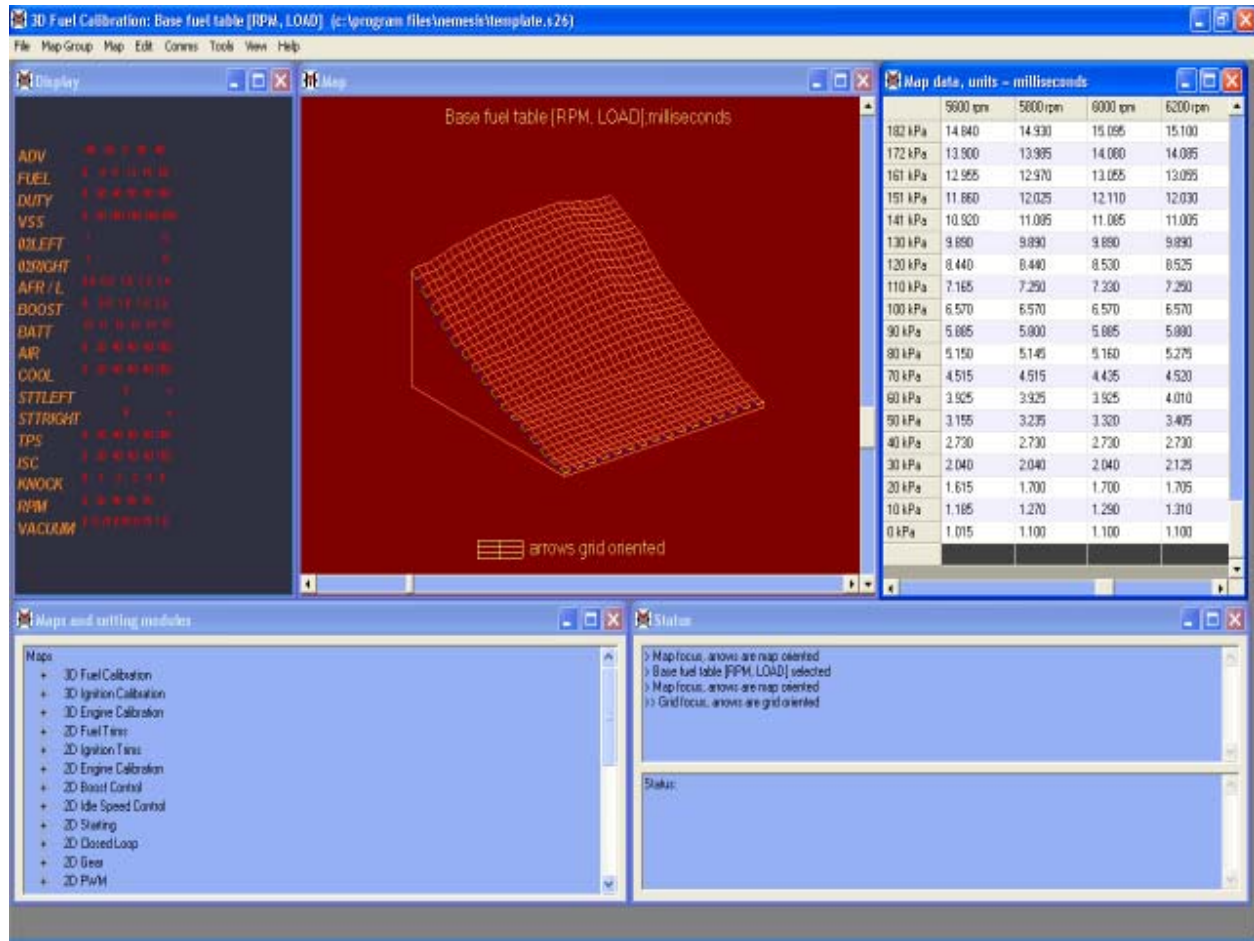 3D Fuel Calibration: Base fuel table [RPM, LOAD] (c:\program files\nemesis\template.s26)
File Map Group Map Edit Comms Tools View Help
Display
ADV
FUEL
DUTY
VSS
02LEFT
02RIGHT
AFR / L
BOOST
BATT
AIR
COOL
STTLEFT
STTRIGHT
TPS
ISC
KNOCK
RPM
VACUUM
Map
Base fuel table [RPM, LOAD],milliseconds
arrows grid oriented
Map data, units - milliseconds
5600 rpm 5800 rpm 6000 rpm 6200 rpm
182 kPa 14.840 14.930 15.095 15.100
172 kPa 13.900 13.985 14.080 14.085
161 kPa 12.955 12.970 13.055 13.055
151 kPa 11.860 12.025 12.110 12.030
141 kPa 10.920 11.085 11.085 11.005
130 kPa 9.890 9.890 9.890 9.890
120 kPa 8.440 8.440 8.530 8.525
110 kPa 7.165 7.250 7.330 7.250
100 kPa 6.570 6.570 6.570 6.570
90 kPa 5.885 5.800 5.885 5.880
80 kPa 5.150 5.145 5.160 5.275
70 kPa 4.515 4.515 4.435 4.520
60 kPa 3.925 3.925 3.925 4.010
50 kPa 3.155 3.235 3.320 3.405
40 kPa 2.730 2.730 2.730 2.730
30 kPa 2.040 2.040 2.040 2.125
20 kPa 1.615 1.700 1.700 1.705
10 kPa 1.185 1.270 1.290 1.310
0 kPa 1.015 1.100 1.100 1.100
Maps and setting modules
Maps
+ 3D Fuel Calibration
+ 3D Ignition Calibration
+ 3D Engine Calibration
+ 2D Fuel Trims
+ 2D Ignition Trims
+ 2D Engine Calibration
+ 2D Boost Control
+ 2D Idle Speed Control
+ 2D Starting
+ 2D Closed Loop
+ 2D Gear
+ 2D PWM
Status
> Map focus, arrows are map oriented
> Base fuel table [RPM, LOAD] selected
> Map focus, arrows are map oriented
>> Grid focus, arrows are grid oriented
Status: